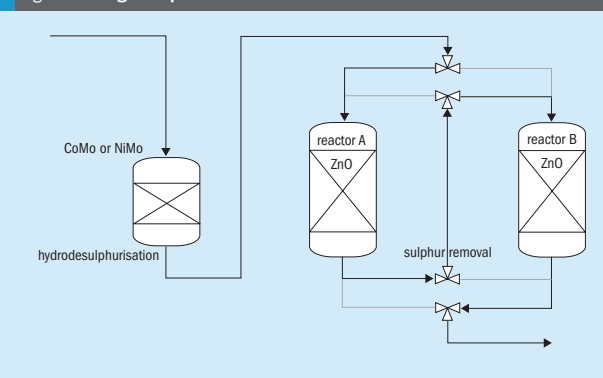 CoMo or NiMo
hydrodesulphurisation
reactor A
ZnO
reactor B
ZnO
sulphur removal